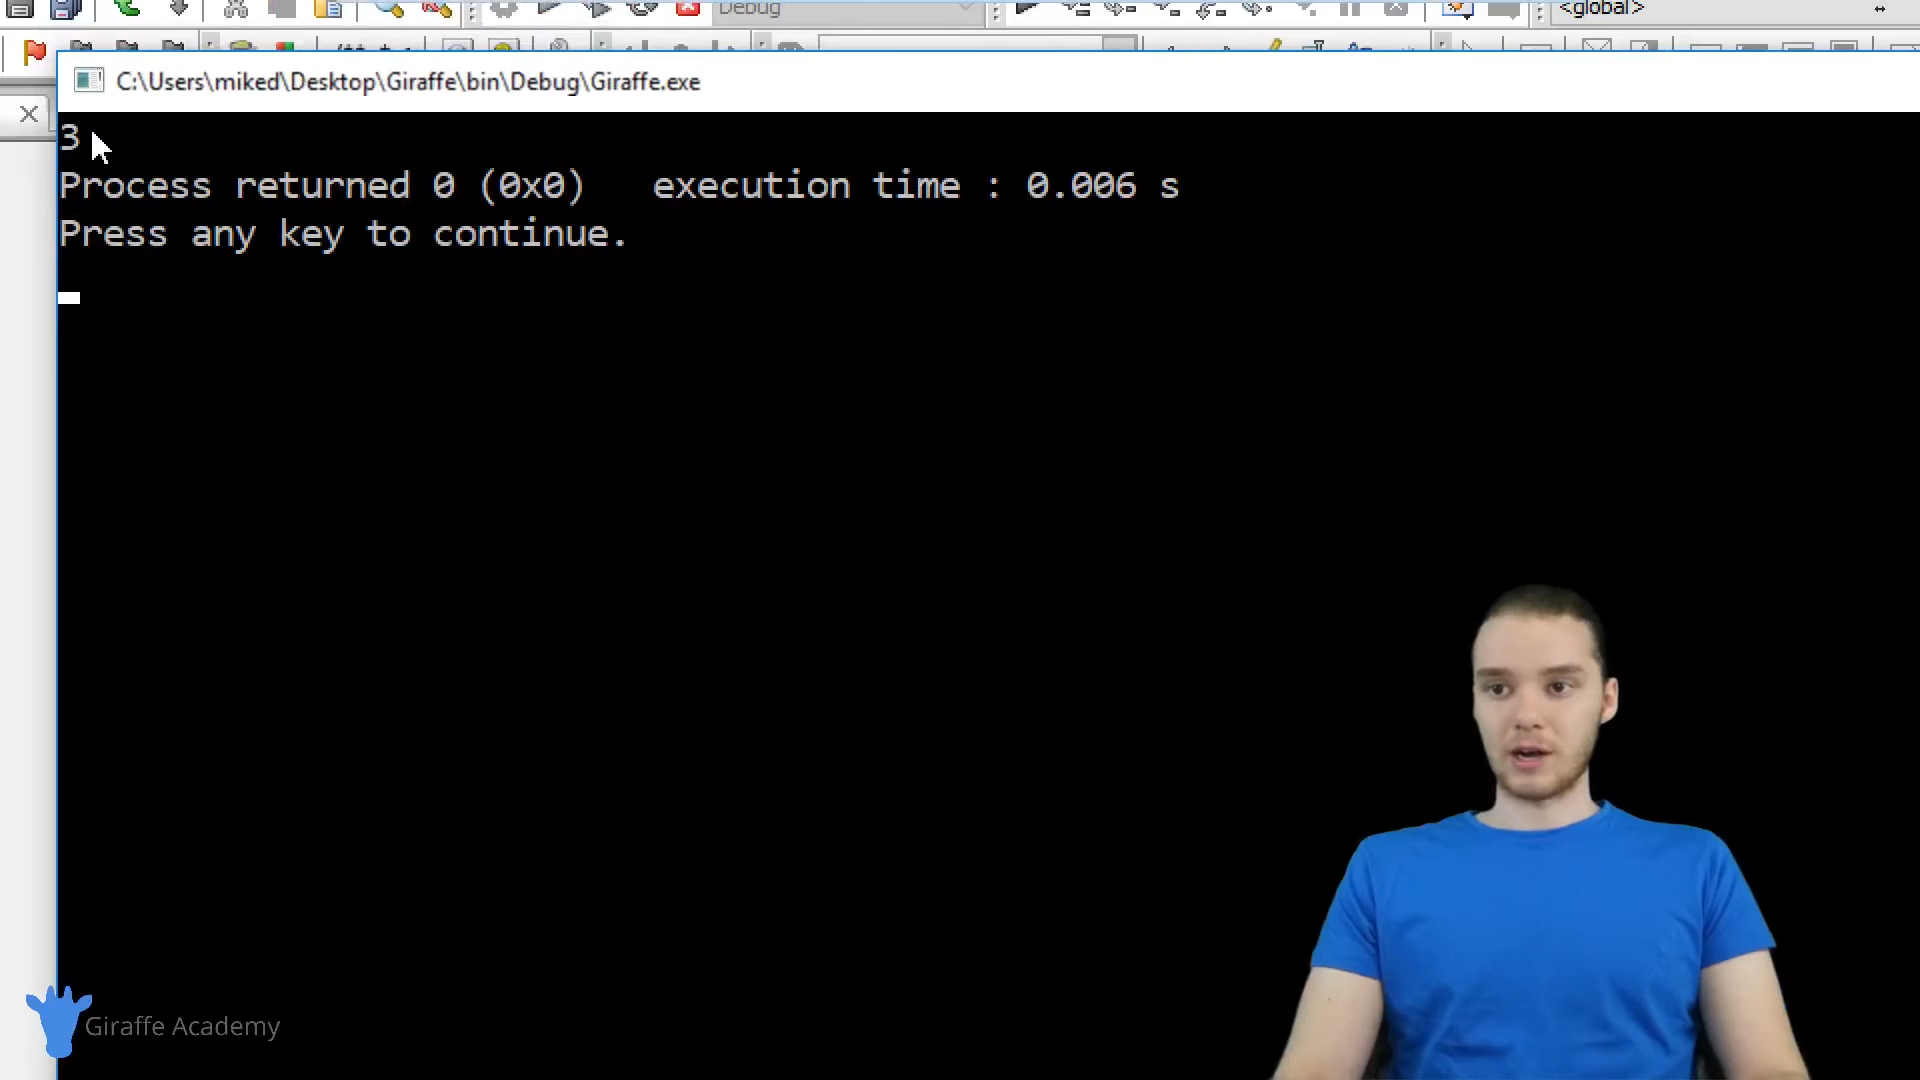 Debug
<global>
C:\Users\miked\Desktop\Giraffe\bin\Debug\Giraffe.exe
3
Process returned 0 (0x0)   execution time : 0.006 s
Press any key to continue.
Giraffe Academy